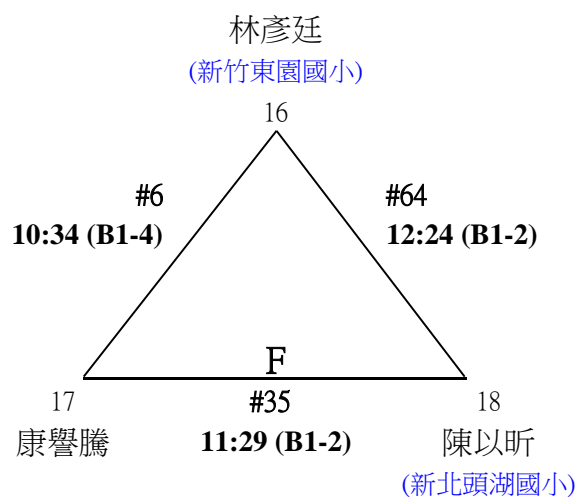 林彥廷
(新竹東園國小)
16
#6
#64
10:34 (B1-4)
12:24 (B1-2)
F
17
#35
18
康譽騰
11:29 (B1-2)
陳以昕
(新北頭湖國小)